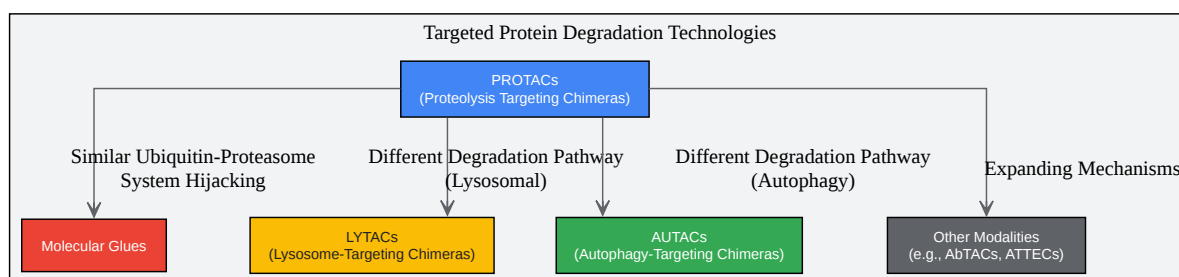 Targeted Protein Degradation Technologies
PROTACs
(Proteolysis Targeting Chimeras)
Similar Ubiquitin-Proteasome
System Hijacking
Different Degradation Pathway
(Lysosomal)
Different Degradation Pathway
(Autophagy)
Expanding Mechanisms
Molecular Glues
LYTACs
(Lysosome-Targeting Chimeras)
AUTACs
(Autophagy-Targeting Chimeras)
Other Modalities
(e.g., AbTACs, ATTECs)